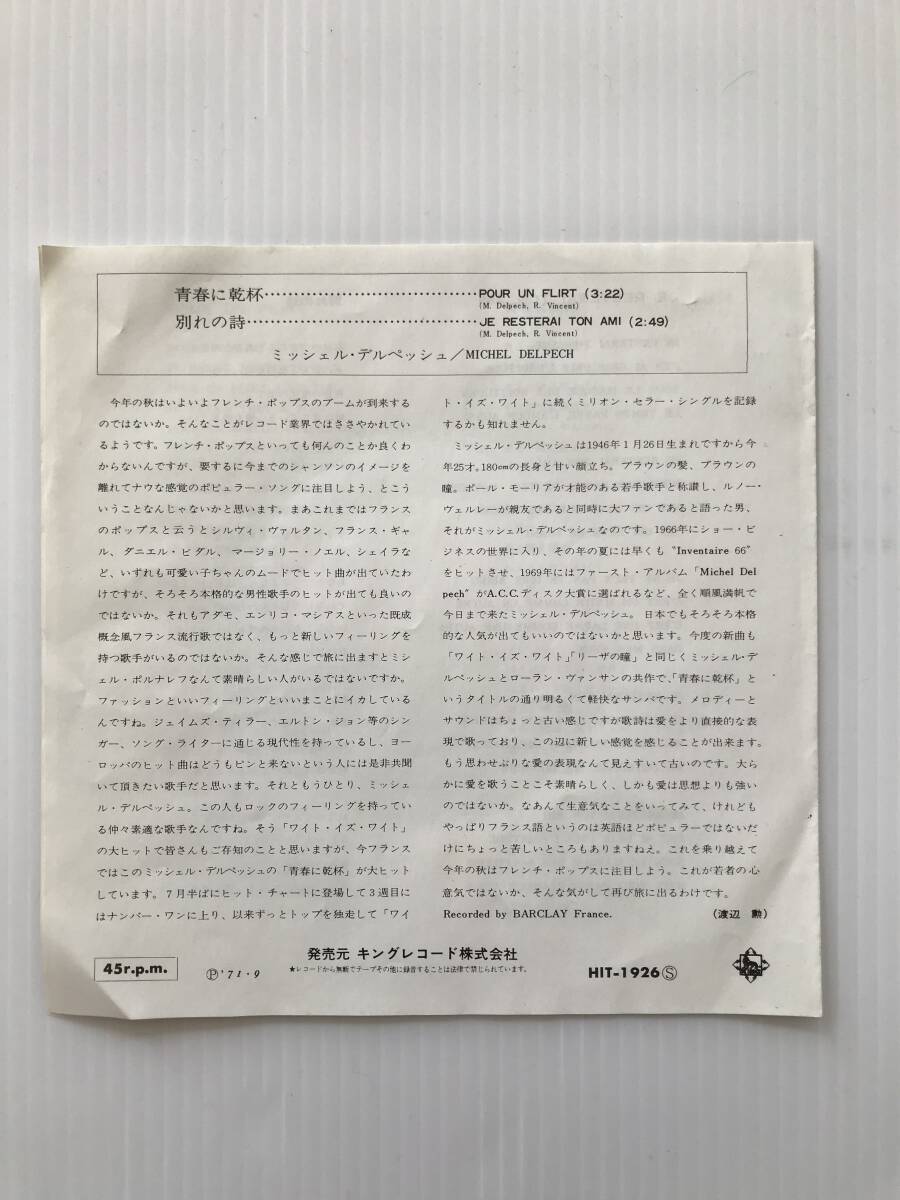 青春に乾杯‥‥‥‥‥‥‥‥‥‥‥‥POUR UN FLIRT (3:22)
(M. Delpech, R. Vincent)
別れの詩‥‥‥‥‥‥‥‥‥‥‥‥‥JE RESTERAI TON AMI (2:49)
(M. Delpech, R. Vincent)
ミッシェル・デルペッシュ/MICHEL DELPECH
今年の秋はいよいよフレンチ・ポップスのブームが到来する
のではないか。そんなことがレコード業界ではささやかれてい
るようです。フレンチ・ポップスといっても何んのことか良くわ
からないんですが、要するに今までのシャンソンのイメージを
離れてナウな感覚のポピュラー・ソングに注目しよう、とこう
いうことなんじゃないかと思います。まあこれまではフランス
のポップスと云うとシルヴィ・ヴァルタン、フランス・ギャ
ル、ダニエル・ビダル、マージョリー・ノエル、シェイラな
ど、いずれも可愛い子ちゃんのムードでヒット曲が出ていたわ
けですが、そろそろ本格的な男性歌手のヒットが出ても良いの
ではないか。それもアダモ、エンリコ・マシアスといった既成
概念風フランス流行歌ではなく、もっと新しいフィーリングを
持つ歌手がいるのではないか。そんな感じで旅に出ますとミシ
ェル・ポルナレフなんて素晴らしい人がいるではないですか。
ファッションといいフィーリングといいまことにイカしている
んですね。ジェイムズ・ティラー、エルトン・ジョン等のシン
ガー、ソング・ライターに通じる現代性を持っているし、ヨー
ロッパのヒット曲はどうもピンと来ないという人には是非共聞
いて頂きたい歌手だと思います。それともうひとり、ミッシェ
ル・デルペッシュ。この人もロックのフィーリングを持ってい
る仲々素適な歌手なんですね。そう「ワイト・イズ・ワイト」
の大ヒットで皆さんもご存知のことと思いますが、今フランス
ではこのミッシェル・デルペッシュの「青春に乾杯」が大ヒット
しています。7月半ばにヒット・チャートに登場して3週目に
はナンバー・ワンに上り、以来ずっとトップを独走して「ワイ
ト・イズ・ワイト」に続くミリオン・セラー・シングルを記録
するかも知れません。
ミッシェル・デルペッシュは1946年1月26日生まれですから今
年25才。180cmの長身と甘い顔立ち。ブラウンの髪、ブラウンの
瞳。ポール・モーリアが才能のある若手歌手と称讃し、ルノー・
ヴェルレーが親友であると同時に大ファンであると語った男、
それがミッシェル・デルペッシュなのです。1966年にショー・ビ
ジネスの世界に入り、その年の夏には早くも“Inventaire 66”
をヒットさせ、1969年にはファースト・アルバム「Michel Del
pech”がA.C.C.ディスク大賞に選ばれるなど、全く順風満帆で
今日まで来たミッシェル・デルペッシュ。日本でもそろそろ本格
的な人気が出てもいいのではないかと思います。今度の新曲も
「ワイト・イズ・ワイト」「リーザの瞳」と同じくミッシェル・デ
ルペッシュとローラン・ヴァンサンの共作で、「青春に乾杯」と
いうタイトルの通り明るくて軽快なサンバです。メロディーと
サウンドはちょっと古い感じですが歌詩は愛をより直接的な表
現で歌っており、この辺に新しい感覚を感じることが出来ます。
もう思わせぶりな愛の表現なんて見えすいて古いのです。大ら
かに愛を歌うことこそ素晴らしく、しかも愛は思想よりも強い
のではないか。なあんて生意気なことをいってみて、けれども
やっぱりフランス語というのは英語ほどポピュラーではないだ
けにちょっと苦しいところもありますねえ。これを乗り越えて
今年の秋はフレンチ・ポップスに注目しよう。これが若者の心
意気ではないか、そんな気がして再び旅に出るわけです。
Recorded by BARCLAY France. (渡辺 勲)
45r.p.m.
Ⓟ'71・9
発売元 キングレコード株式会社
★レコードから無断でテープその他に録音することは法律で禁じられています。
HIT-1926Ⓢ